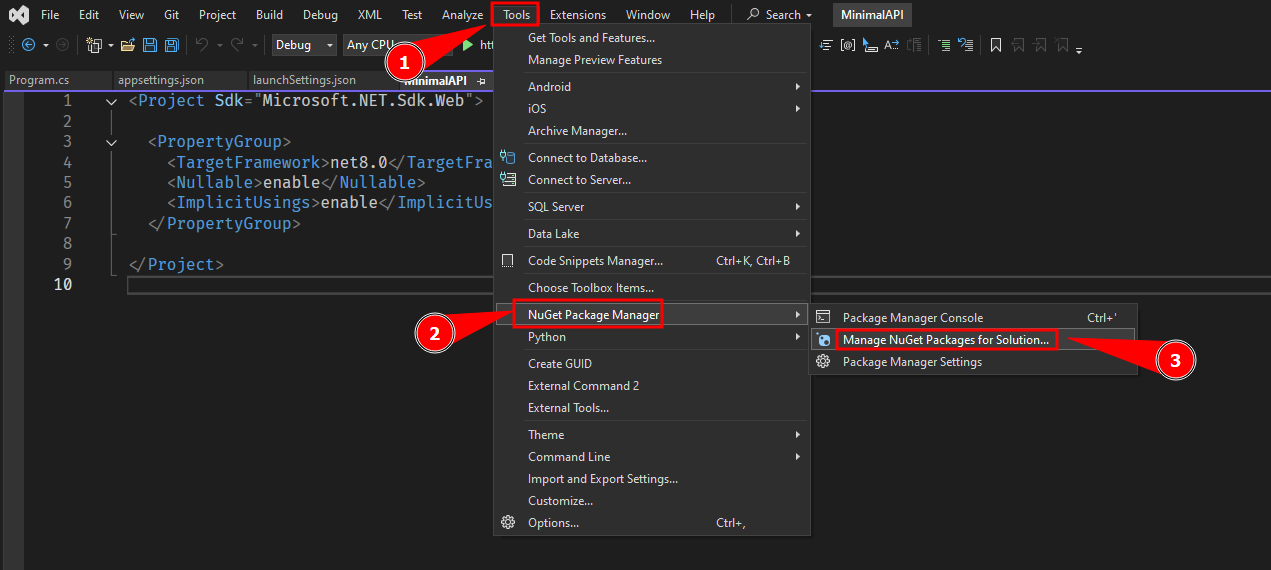 File Edit View Git Project Build Debug XML Test Analyze Tools Extensions Window Help Search MinimalAPI
Debug Any CPU
Program.cs appsettings.json launchSettings.json MinimalAPI
1 <Project Sdk="Microsoft.NET.Sdk.Web">
2
3 <PropertyGroup>
4 <TargetFramework>net8.0</TargetFra
5 <Nullable>enable</Nullable>
6 <ImplicitUsings>enable</ImplicitUs
7 </PropertyGroup>
8
9 </Project>
10
1
Get Tools and Features...
Manage Preview Features
Android
iOS
Archive Manager...
Connect to Database...
Connect to Server...
SQL Server
Data Lake
Code Snippets Manager... Ctrl+K, Ctrl+B
Choose Toolbox Items...
NuGet Package Manager
2
Python
Create GUID
External Command 2
External Tools...
Theme
Command Line
Import and Export Settings...
Customize...
Options... Ctrl+,
Package Manager Console Ctrl+'
Manage NuGet Packages for Solution...
3
Package Manager Settings